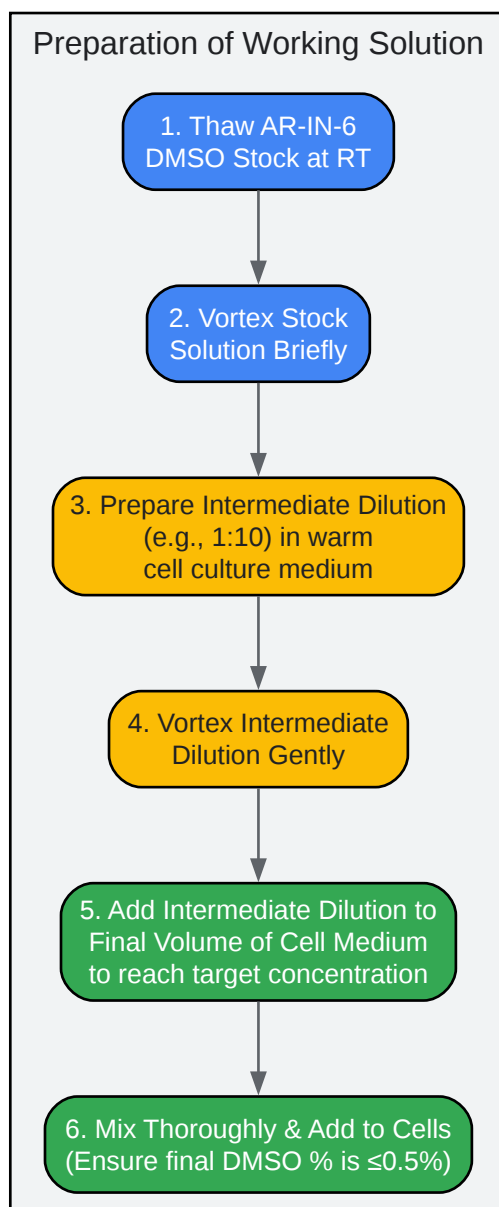 Preparation of Working Solution
1. Thaw AR-IN-6
DMSO Stock at RT
2. Vortex Stock
Solution Briefly
3. Prepare Intermediate Dilution
(e.g., 1:10) in warm
cell culture medium
4. Vortex Intermediate
Dilution Gently
5. Add Intermediate Dilution to
Final Volume of Cell Medium
to reach target concentration
6. Mix Thoroughly & Add to Cells
(Ensure final DMSO % is ≤0.5%)